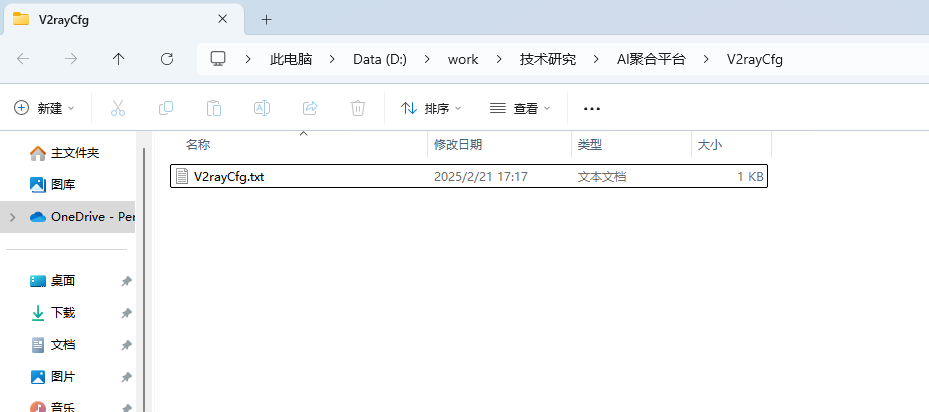 V2rayCfg
此电脑 Data (D:) work 技术研究 AI聚合平台 V2rayCfg
新建 排序 查看
名称 修改日期 类型 大小
V2rayCfg.txt 2025/2/21 17:17 文本文档 1 KB
主文件夹
图库
OneDrive - Per
桌面
下载
文档
图片
音乐